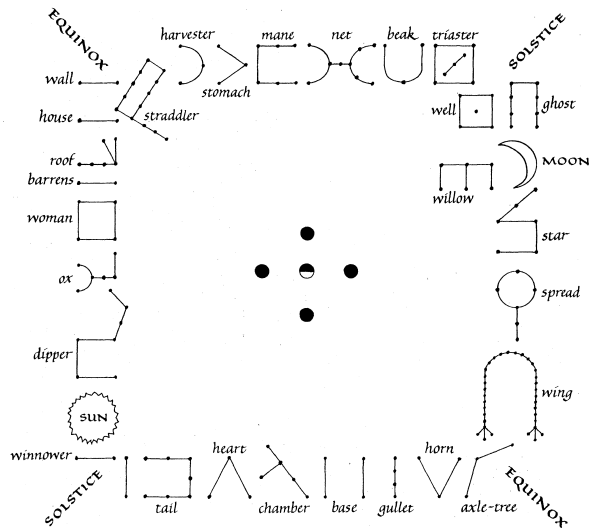 EQUINOX
harvester
mane
net
beak
triaster
SOLSTICE
wall
stomach
house
straddler
well
ghost
roof
MOON
barrens
willow
woman
star
ox
spread
dipper
wing
SUN
heart
horn
winnower
tail
chamber
base
gullet
axle-tree
SOLSTICE
EQUINOX